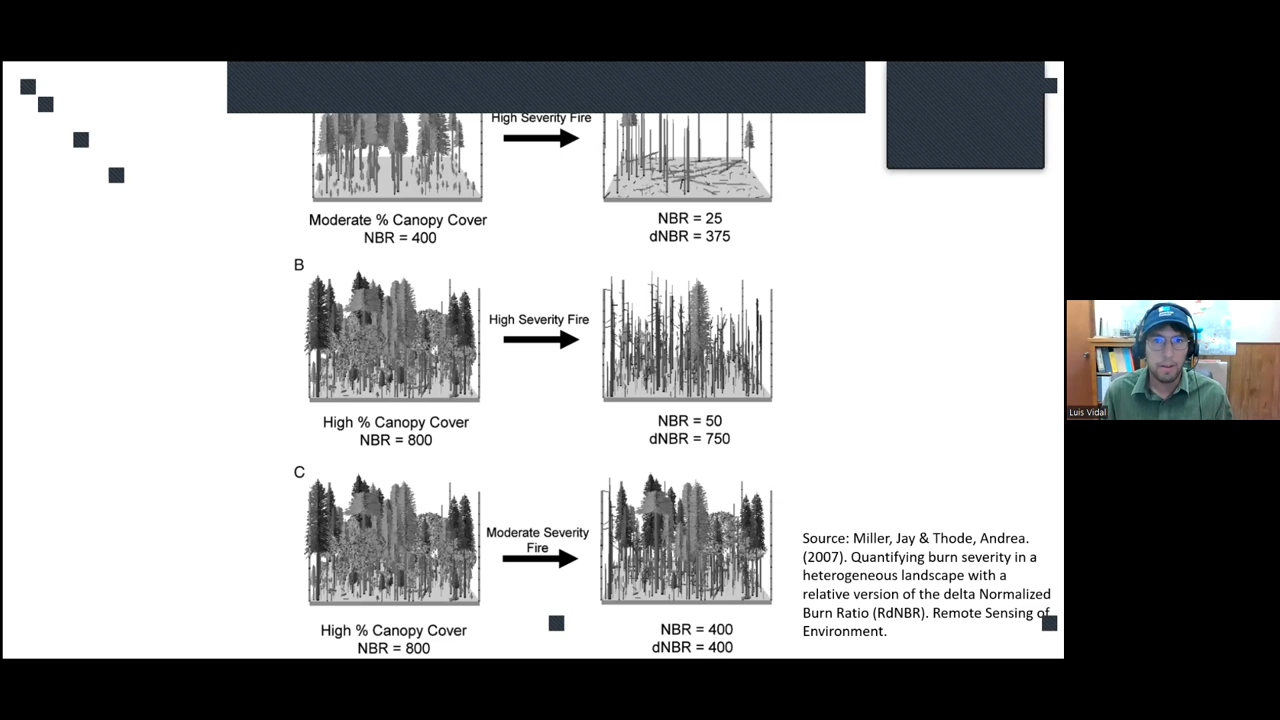 High Severity Fire
Moderate % Canopy Cover
NBR = 400
NBR = 25
dNBR = 375
B
High Severity Fire
High % Canopy Cover
NBR = 800
NBR = 50
dNBR = 750
C
Moderate Severity
Fire
High % Canopy Cover
NBR = 800
NBR = 400
dNBR = 400
Source: Miller, Jay & Thode, Andrea.
(2007). Quantifying burn severity in a
heterogeneous landscape with a
relative version of the delta Normalized
Burn Ratio (RdNBR). Remote Sensing of
Environment.
Luis Vidal